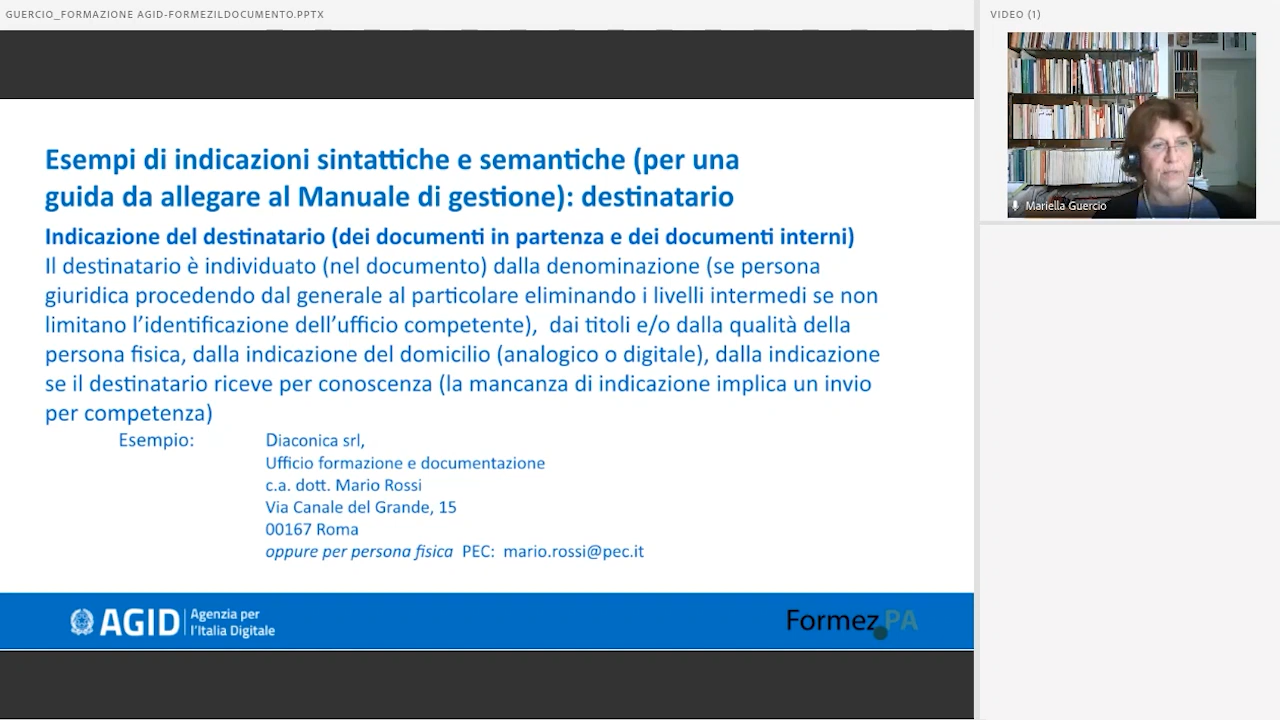 GUERCIO_FORMAZIONE AGID-FORMEZILDOCUMENTO.PPTX
VIDEO (1)
Mariella Guercio
Esempi di indicazioni sintattiche e semantiche (per una
guida da allegare al Manuale di gestione): destinatario
Indicazione del destinatario (dei documenti in partenza e dei documenti interni)
Il destinatario è individuato (nel documento) dalla denominazione (se persona
giuridica procedendo dal generale al particolare eliminando i livelli intermedi se non
limitano l’identificazione dell’ufficio competente),  dai titoli e/o dalla qualità della
persona fisica, dalla indicazione del domicilio (analogico o digitale), dalla indicazione
se il destinatario riceve per conoscenza (la mancanza di indicazione implica un invio
per competenza)
Esempio: Diaconica srl,
Ufficio formazione e documentazione
c.a. dott. Mario Rossi
Via Canale del Grande, 15
00167 Roma
oppure per persona fisica  PEC:  mario.rossi@pec.it
AGID Agenzia per
l’Italia Digitale
Formez PA